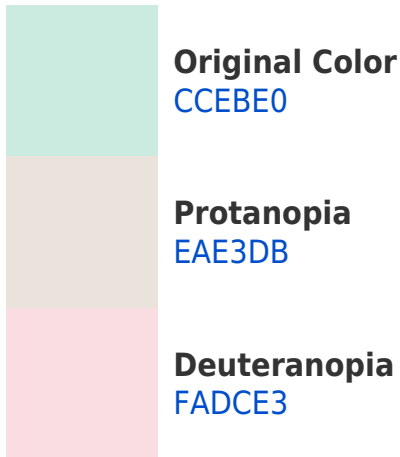 Original Color
CCEBE0
Protanopia
EAE3DB
Deuteranopia
FADCE3